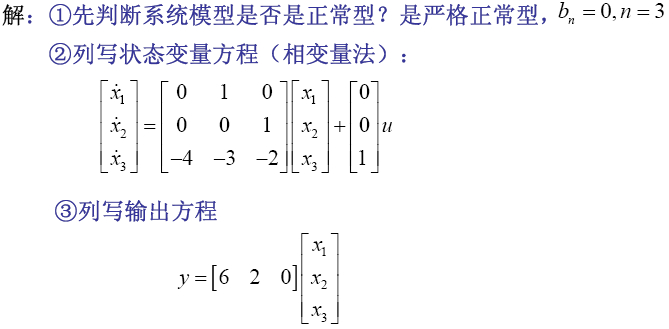 解：①先判断系统模型是否是正常型？是严格正常型，$b_n = 0, n = 3$
②列写状态变量方程（相变量法）：
$\begin{bmatrix} \dot{x}_1 \\ \dot{x}_2 \\ \dot{x}_3 \end{bmatrix} = \begin{bmatrix} 0 & 1 & 0 \\ 0 & 0 & 1 \\ -4 & -3 & -2 \end{bmatrix} \begin{bmatrix} x_1 \\ x_2 \\ x_3 \end{bmatrix} + \begin{bmatrix} 0 \\ 0 \\ 1 \end{bmatrix} u$
③列写输出方程
$y = \begin{bmatrix} 6 & 2 & 0 \end{bmatrix} \begin{bmatrix} x_1 \\ x_2 \\ x_3 \end{bmatrix}$